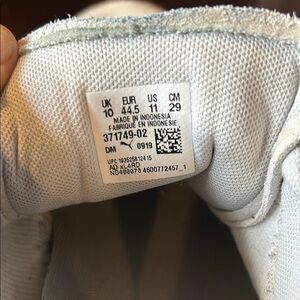 UK EUR US CM
10 44.5 11 29
MADE IN INDONESIA
FABRIQUÉ EN INDONÉSIE
371749-02
DM 0919
UPC 193529812415